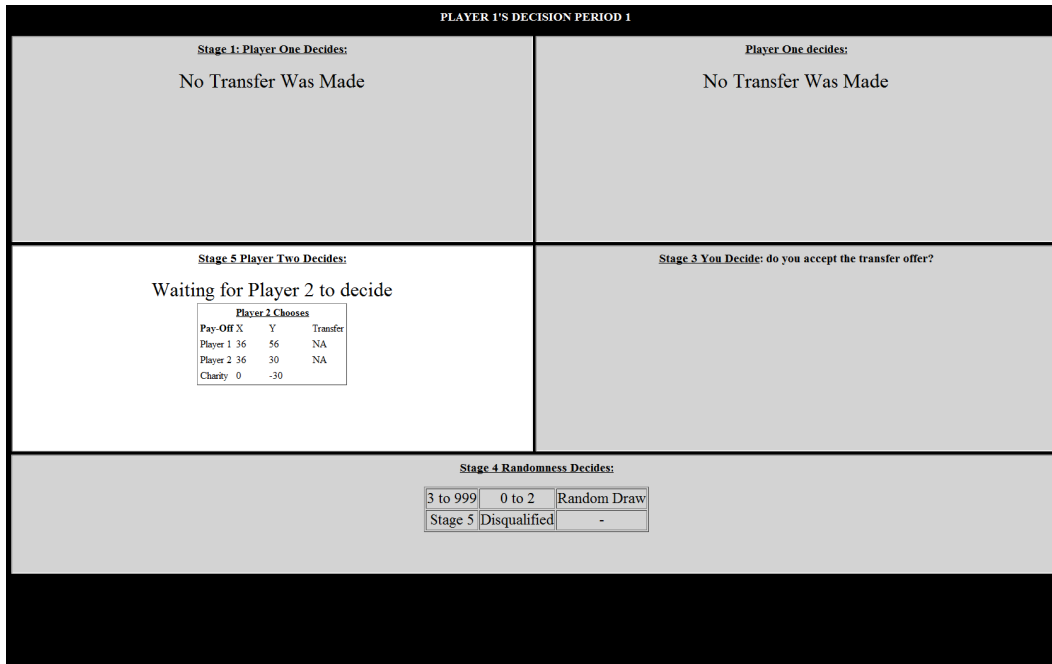 PLAYER 1'S DECISION PERIOD 1
Stage 1: Player One Decides:
No Transfer Was Made
Player One decides:
No Transfer Was Made
Stage 5 Player Two Decides:
Waiting for Player 2 to decide
Player 2 Chooses
Pay-Off X Y Transfer
Player 1 36 56 NA
Player 2 36 30 NA
Charity 0 -30
Stage 3 You Decide: do you accept the transfer offer?
Stage 4 Randomness Decides:
3 to 999 0 to 2 Random Draw
Stage 5 Disqualified -